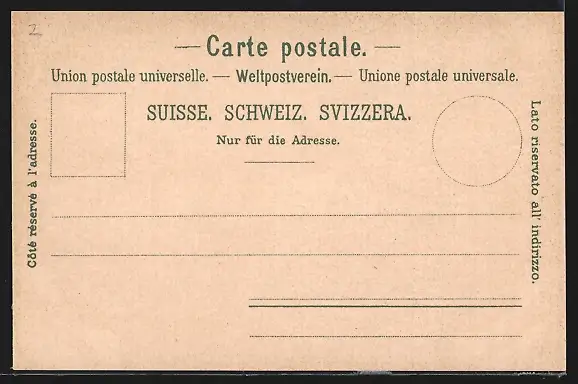 2
— Carte postale. —
Union postale universelle. — Weltpostverein. — Unione postale universale.
SUISSE. SCHWEIZ. SVIZZERA.
Nur für die Adresse.
Côté réservé à l'adresse.
Lato riservato all' indirizzo.